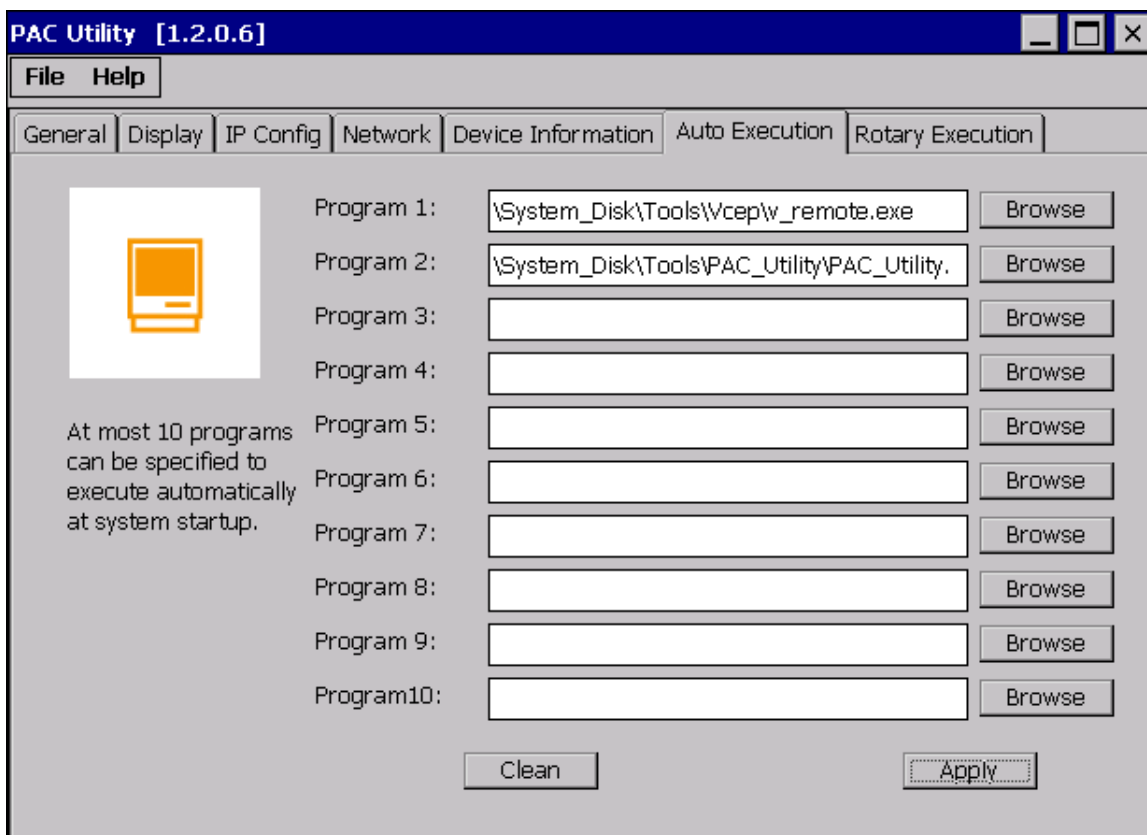 PAC Utility [1.2.0.6]
File Help
General Display IP Config Network Device Information Auto Execution Rotary Execution
Program 1: \System_Disk\Tools\Vcep\v_remote.exe Browse
Program 2: \System_Disk\Tools\PAC_Utility\PAC_Utility. Browse
Program 3: Browse
Program 4: Browse
At most 10 programs
can be specified to
execute automatically
at system startup.
Program 5: Browse
Program 6: Browse
Program 7: Browse
Program 8: Browse
Program 9: Browse
Program10: Browse
Clean Apply